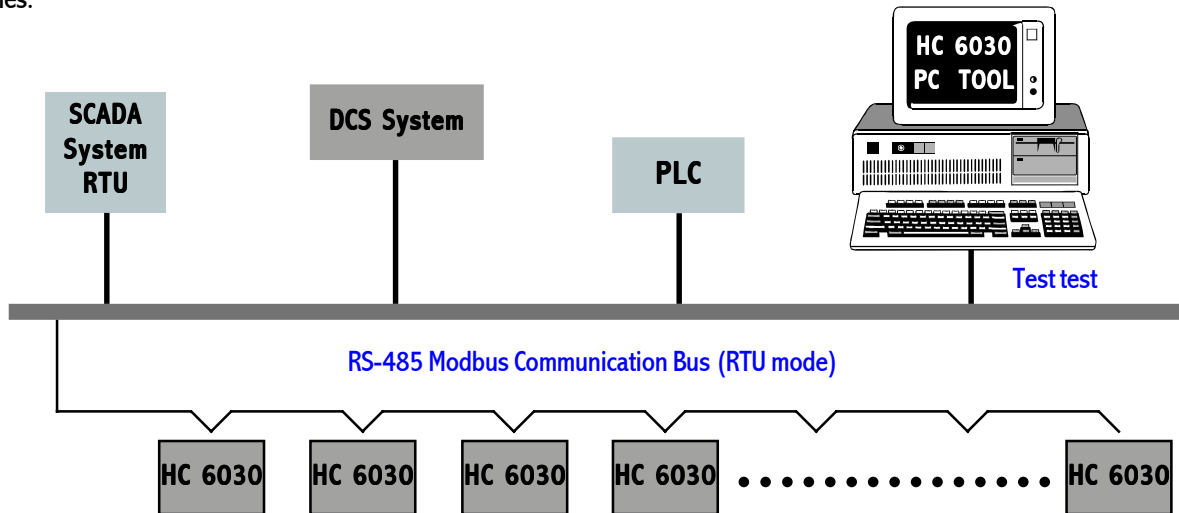 HC 6030
PC TOOL
SCADA
System
RTU
DCS System
PLC
Test test
RS-485 Modbus Communication Bus (RTU mode)
HC 6030
HC 6030
HC 6030
HC 6030
HC 6030